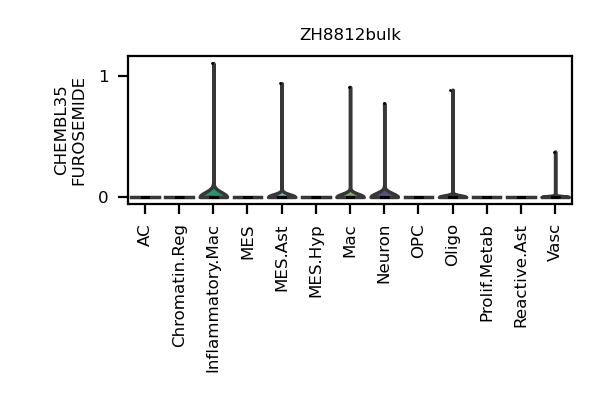 ZH8812bulk
CHEMBL35
FUROSEMIDE
1
0
AC
Chromatin.Reg
Inflammatory.Mac
MES
MES.Ast
MES.Hyp
Mac
Neuron
OPC
Oligo
Prolif.Metab
Reactive.Ast
Vasc